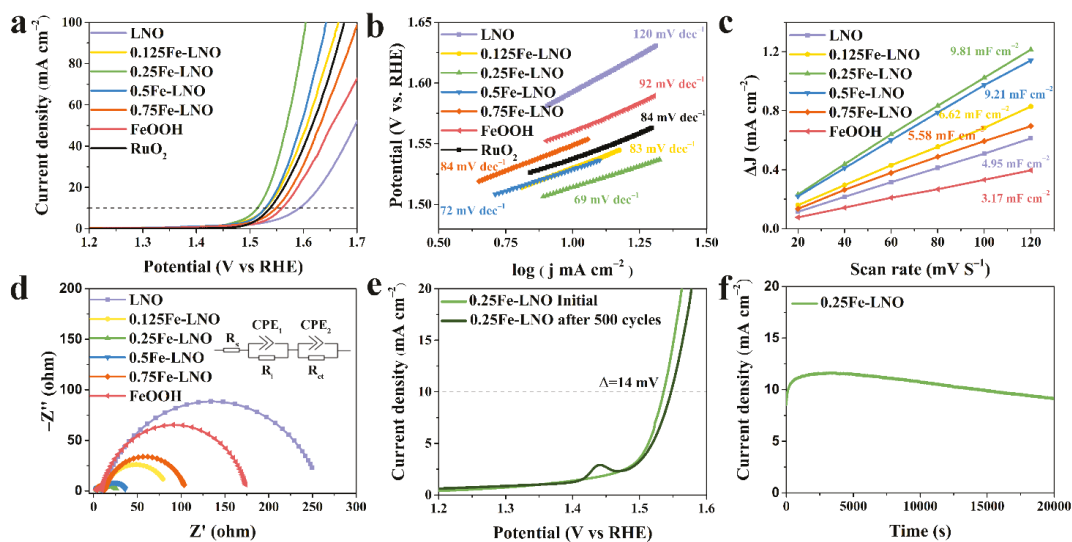 a
Current density (mA cm⁻²)
100
80
60
40
20
0
LNO
0.125Fe-LNO
0.25Fe-LNO
0.5Fe-LNO
0.75Fe-LNO
FeOOH
RuO₂
1.2 1.3 1.4 1.5 1.6 1.7
Potential (V vs RHE)
b
Potential (V vs. RHE)
1.65
1.60
1.55
1.50
LNO
0.125Fe-LNO
0.25Fe-LNO
0.5Fe-LNO
0.75Fe-LNO
FeOOH
RuO₂
120 mV dec⁻¹
92 mV dec⁻¹
84 mV dec⁻¹
84 mV dec⁻¹
83 mV dec⁻¹
72 mV dec⁻¹
69 mV dec⁻¹
0.50 0.75 1.00 1.25 1.50
log ( j mA cm⁻²)
c
ΔJ (mA cm⁻²)
1.2
0.8
0.4
0.0
LNO
0.125Fe-LNO
0.25Fe-LNO
0.5Fe-LNO
0.75Fe-LNO
FeOOH
9.81 mF cm⁻²
9.21 mF cm⁻²
6.62 mF cm⁻²
5.58 mF cm⁻²
4.95 mF cm⁻²
3.17 mF cm⁻²
20 40 60 80 100 120
Scan rate (mV S⁻¹)
d
−Z'' (ohm)
200
150
100
50
0
LNO
0.125Fe-LNO
0.25Fe-LNO
0.5Fe-LNO
0.75Fe-LNO
FeOOH
CPE₁ CPE₂
Rₛ
R₁ R꜀ₜ
0 50 100 150 200 250 300 350
Z' (ohm)
e
Current density (mA cm⁻²)
20
15
10
5
0
0.25Fe-LNO Initial
0.25Fe-LNO after 500 cycles
Δ=14 mV
1.2 1.3 1.4 1.5 1.6
Potential (V vs RHE)
f
Current density (mA cm⁻²)
20
15
10
5
0
0.25Fe-LNO
0 5000 10000 15000 20000
Time (s)